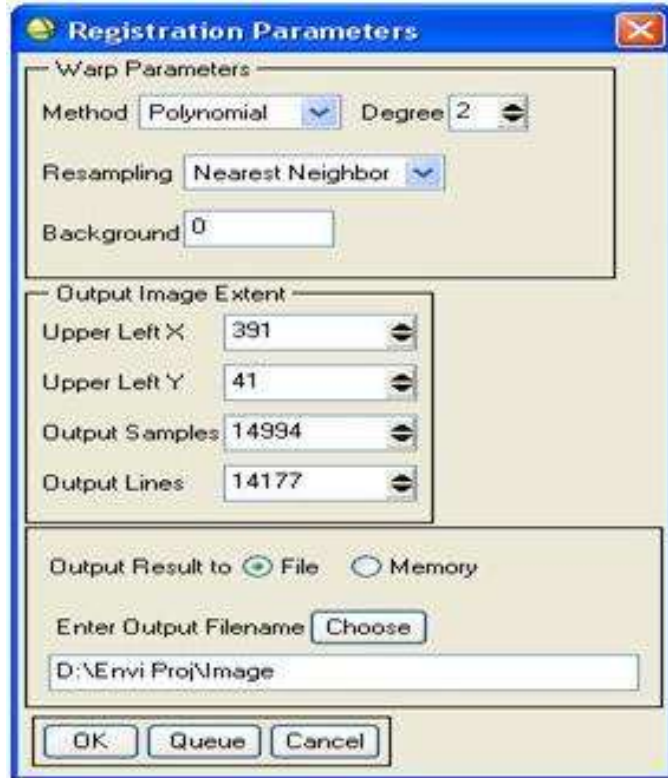 Registration Parameters
Warp Parameters
Method Polynomial Degree 2
Resampling Nearest Neighbor
Background 0
Output Image Extent
Upper Left X 391
Upper Left Y 41
Output Samples 14994
Output Lines 14177
Output Result to File Memory
Enter Output Filename Choose
D:\Envi Proj\Image
OK Queue Cancel